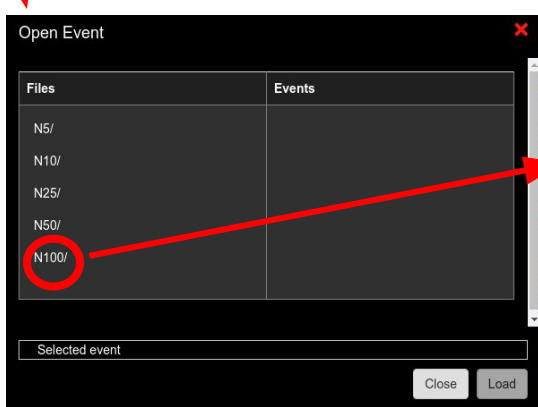 Open Event
Files Events
N5/
N10/
N25/
N50/
N100/
Selected event
Close Load